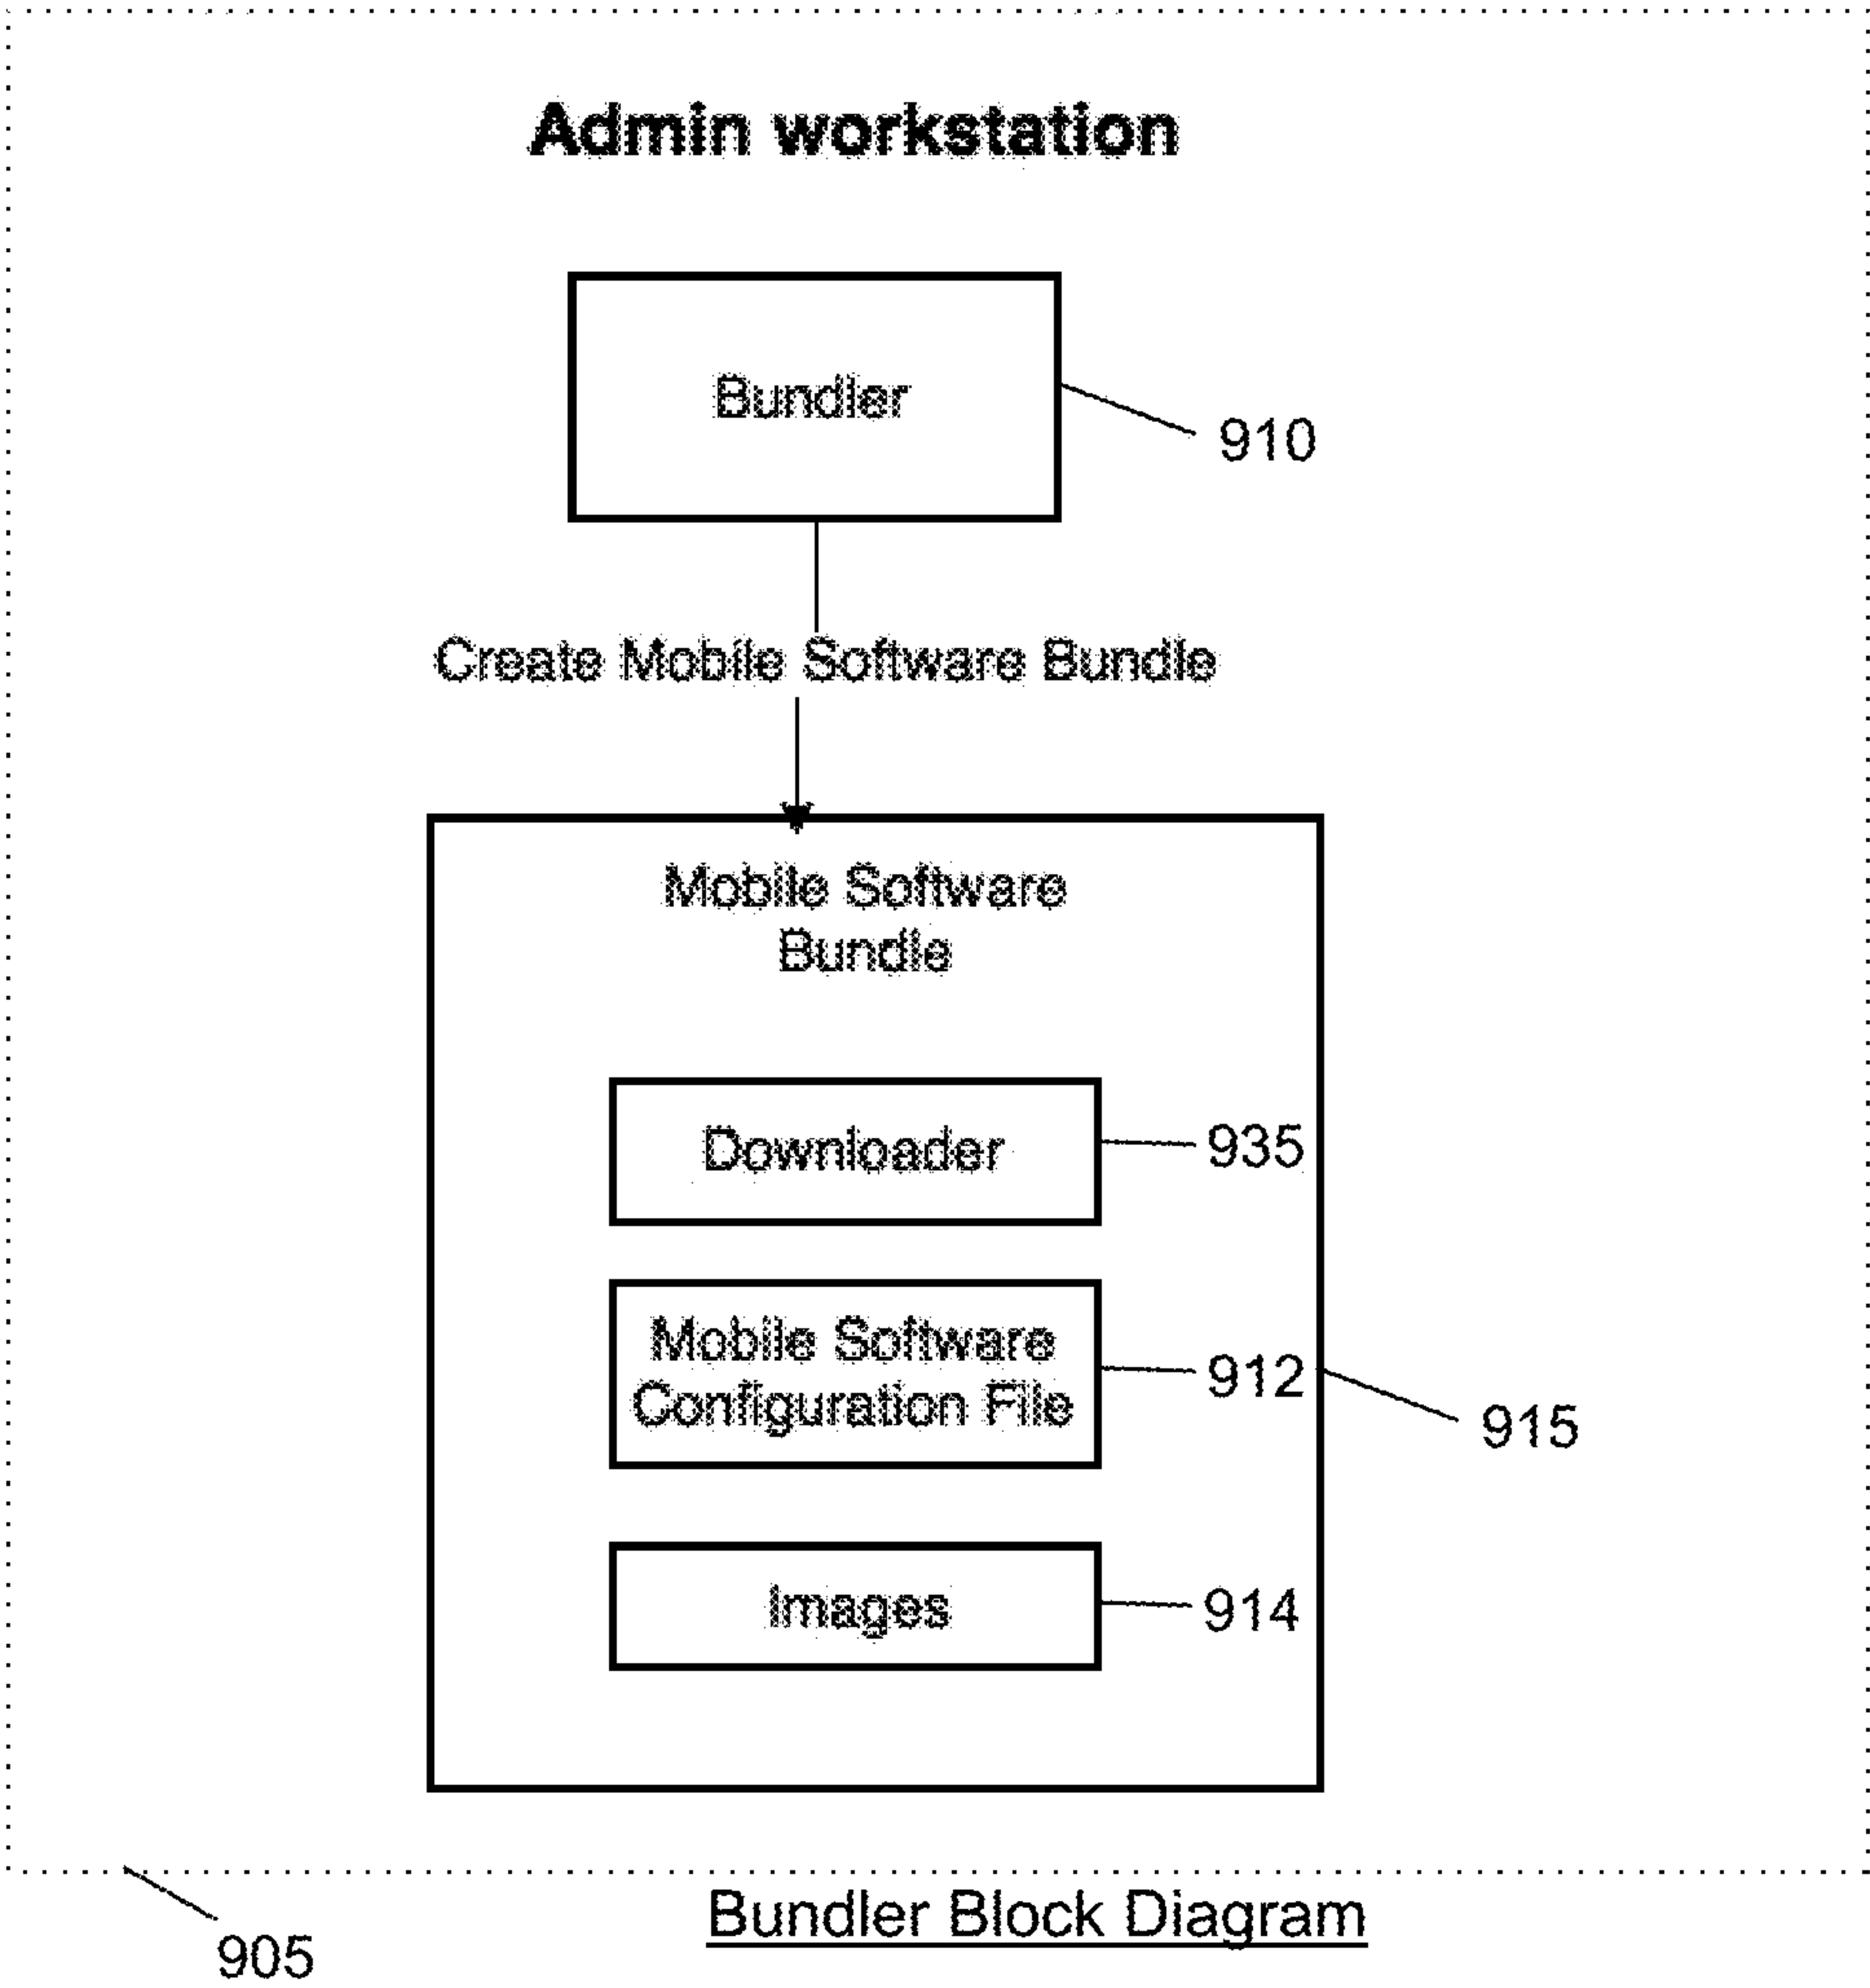 Admin workstation
Bundler
910
Create Mobile Software Bundle
Mobile Software
Bundle
Downloader
935
Mobile Software
Configuration File
912
915
Images
914
905
Bundler Block Diagram